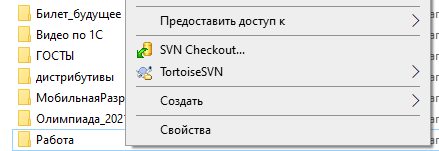 Билет_будущее
Видео по 1С
ГОСТы
дистрибутивы
МобильнаяРазр
Олимпиада_202
Работа
Предоставить доступ к
SVN Checkout...
TortoiseSVN
Создать
Свойства